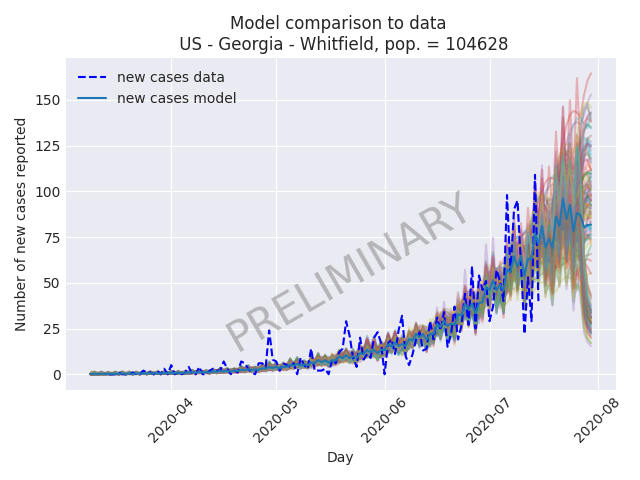 Model comparison to data
US - Georgia - Whitfield, pop. = 104628
new cases data
new cases model
Number of new cases reported
150
125
100
75
50
25
0
PRELIMINARY
2020-04
2020-05
2020-06
2020-07
2020-08
Day